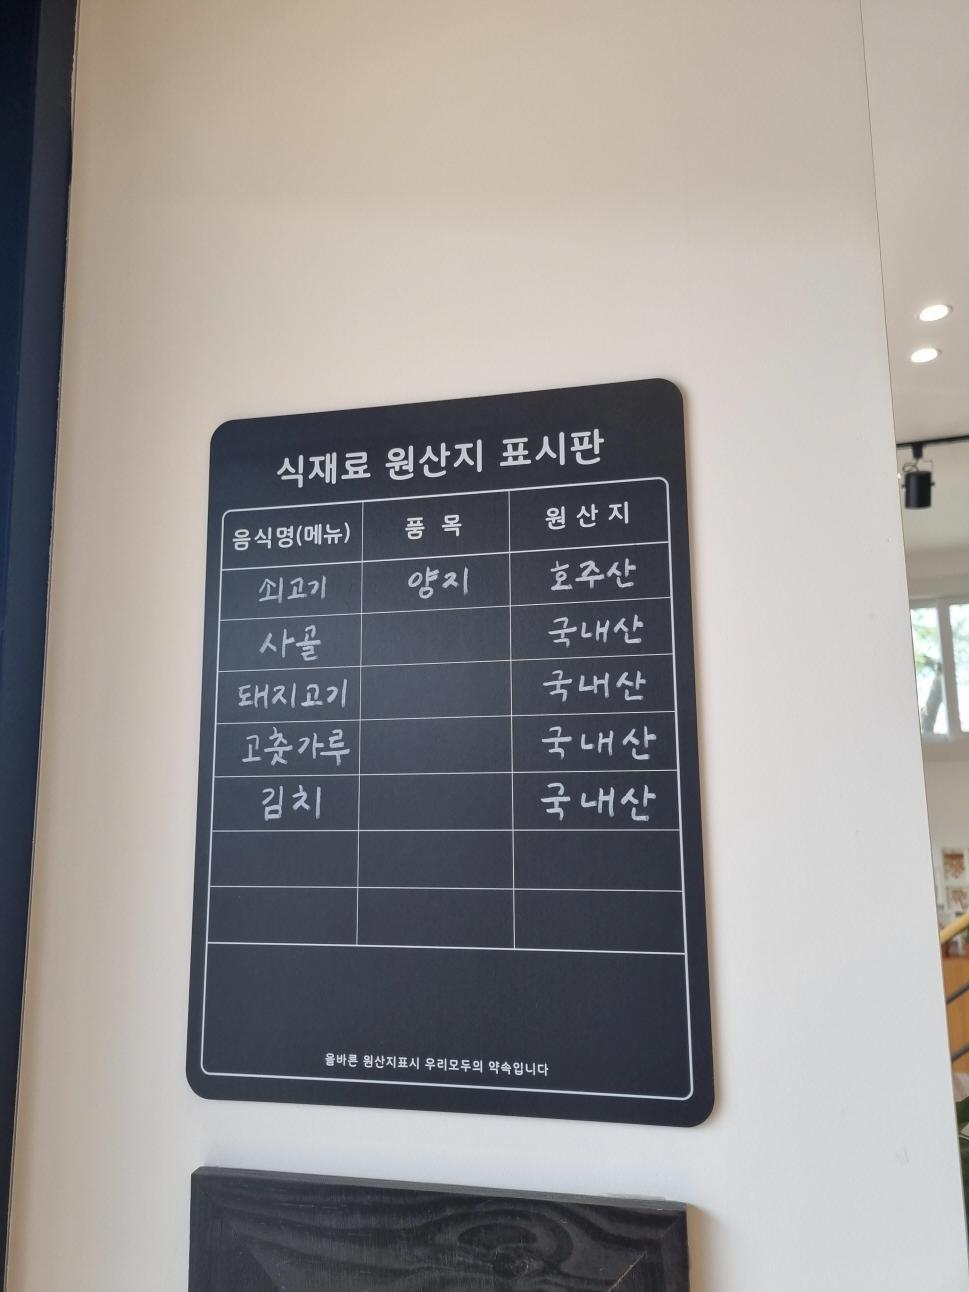 식재료 원산지 표시판
음식명(메뉴) 품 목 원 산 지
쇠고기 양지 호주산
사골 국내산
돼지고기 국내산
고춧가루 국내산
김치 국내산
올바른 원산지표시 우리모두의 약속입니다